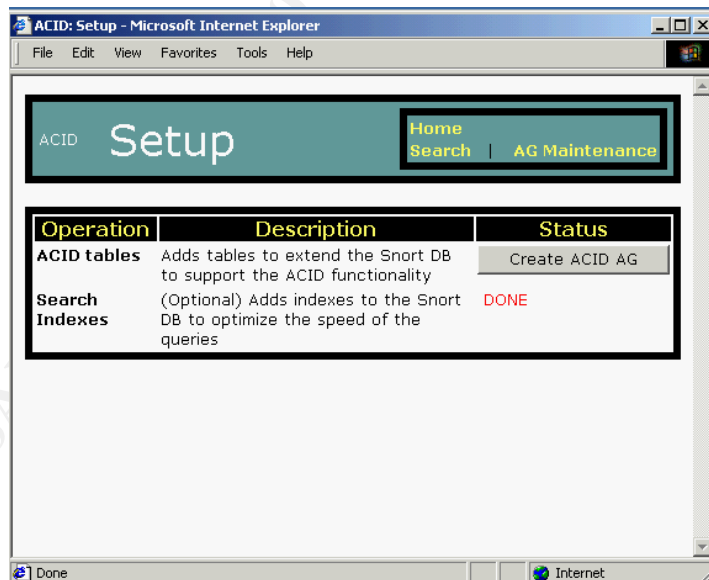 ACID: Setup - Microsoft Internet Explorer
File Edit View Favorites Tools Help
ACID Setup
Home
Search | AG Maintenance
Operation Description Status
ACID tables Adds tables to extend the Snort DB Create ACID AG
to support the ACID functionality
Search (Optional) Adds indexes to the Snort DONE
Indexes DB to optimize the speed of the
queries
Done Internet